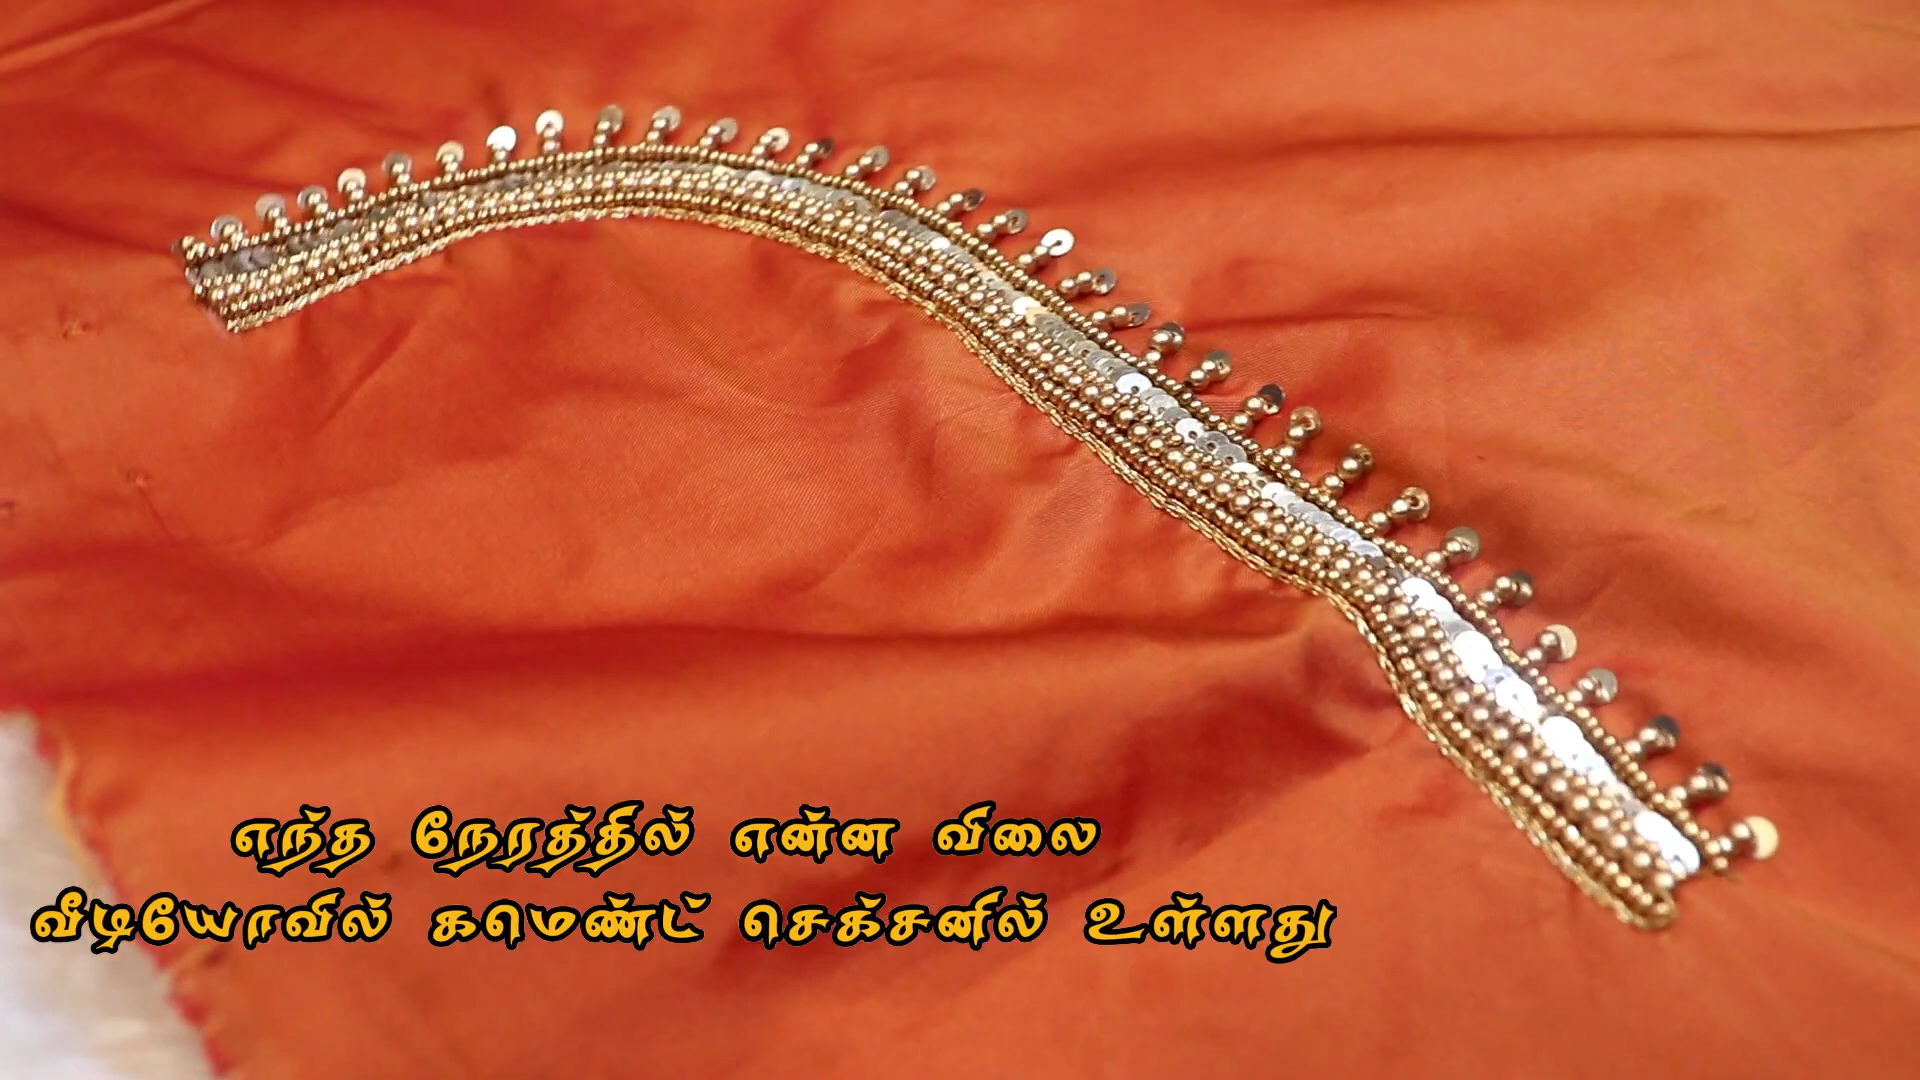 எந்த நேரத்தில் என்ன விலை
வீடியோவில் கமெண்ட் செக்சனில் உள்ளது